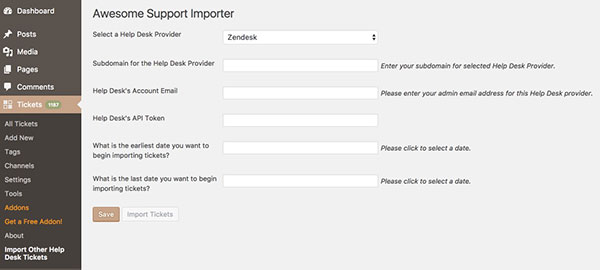 Dashboard
Posts
Media
Pages
Comments
Tickets 1187
All Tickets
Add New
Tags
Channels
Settings
Tools
Addons
Get a Free Addon!
About
Import Other Help
Desk Tickets
Awesome Support Importer
Select a Help Desk Provider
Zendesk
Subdomain for the Help Desk Provider
Enter your subdomain for selected Help Desk Provider.
Help Desk's Account Email
Please enter your admin email address for this Help Desk provider.
Help Desk's API Token
What is the earliest date you want to
begin importing tickets?
Please click to select a date.
What is the last date you want to begin
importing tickets?
Please click to select a date.
Save
Import Tickets